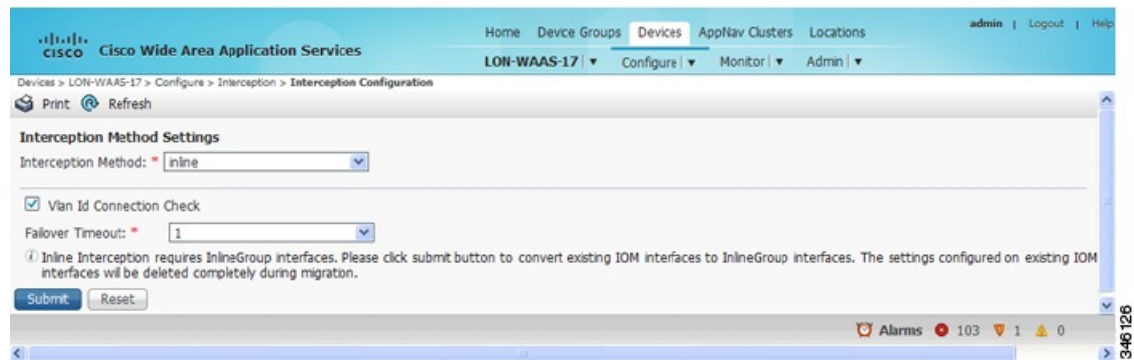 admin | Logout | Help
Home Device Groups Devices AppNav Clusters Locations
CISCO Cisco Wide Area Application Services
LON-WAAS-17 Configure Monitor Admin
Devices > LON-WAAS-17 > Configure > Interception > Interception Configuration
Print Refresh
Interception Method Settings
Interception Method: * inline
Vlan Id Connection Check
Failover Timeout: * 1
Inline Interception requires InlineGroup interfaces. Please click submit button to convert existing IOM interfaces to InlineGroup interfaces. The settings configured on existing IOM
interfaces will be deleted completely during migration.
Submit Reset
Alarms 103 1 0
346126